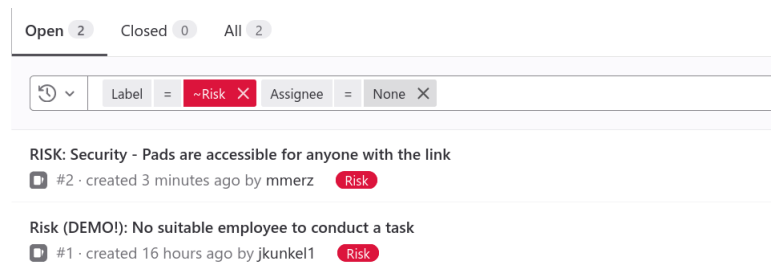 Open 2 Closed 0 All 2
Label = ~Risk Assignee = None
RISK: Security - Pads are accessible for anyone with the link
#2 · created 3 minutes ago by mmerz Risk
Risk (DEMO!): No suitable employee to conduct a task
#1 · created 16 hours ago by jkunkel1 Risk